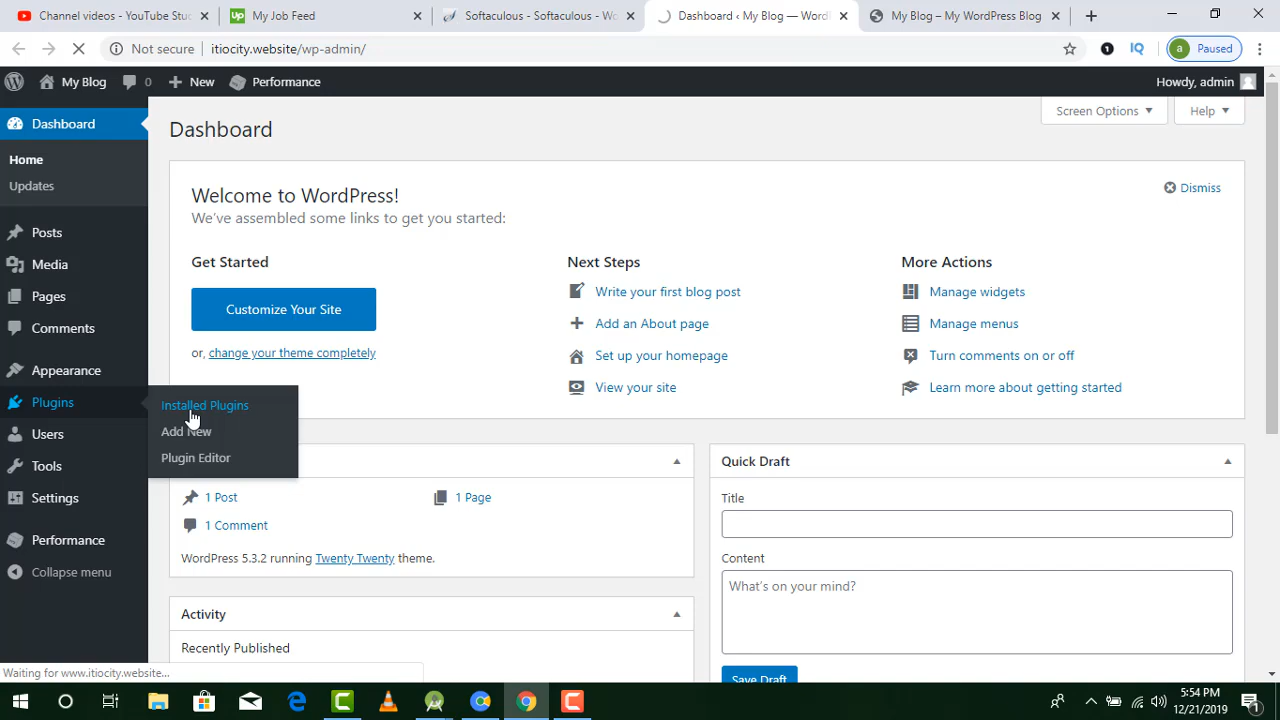 Channel videos - YouTube Stu
My Job Feed
Softaculous - Softaculous - Wo
Dashboard ‹ My Blog — Word
My Blog – My WordPress Blog
Not secure
itiocity.website/wp-admin/
1
IQ
a
Paused
My Blog
0
New
Performance
Howdy, admin
Screen Options
Help
Dashboard
Home
Updates
Posts
Media
Pages
Comments
Appearance
Plugins
Users
Tools
Settings
Performance
Collapse menu
Installed Plugins
Add New
Plugin Editor
Dashboard
Welcome to WordPress!
We've assembled some links to get you started:
Dismiss
Get Started
Customize Your Site
or, change your theme completely
Next Steps
Write your first blog post
Add an About page
Set up your homepage
View your site
More Actions
Manage widgets
Manage menus
Turn comments on or off
Learn more about getting started
1 Post
1 Page
1 Comment
WordPress 5.3.2 running Twenty Twenty theme.
Activity
Recently Published
Quick Draft
Title
Content
What's on your mind?
Save Draft
Waiting for www.itiocity.website...
5:54 PM
12/21/2019
1